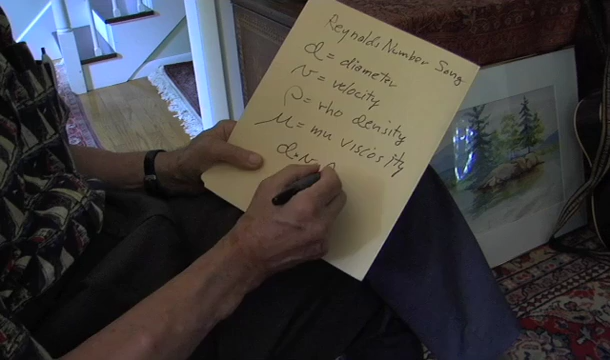 Reynolds Number Song
d = diameter
v = velocity
ρ = rho density
μ = mu viscosity
d·v·